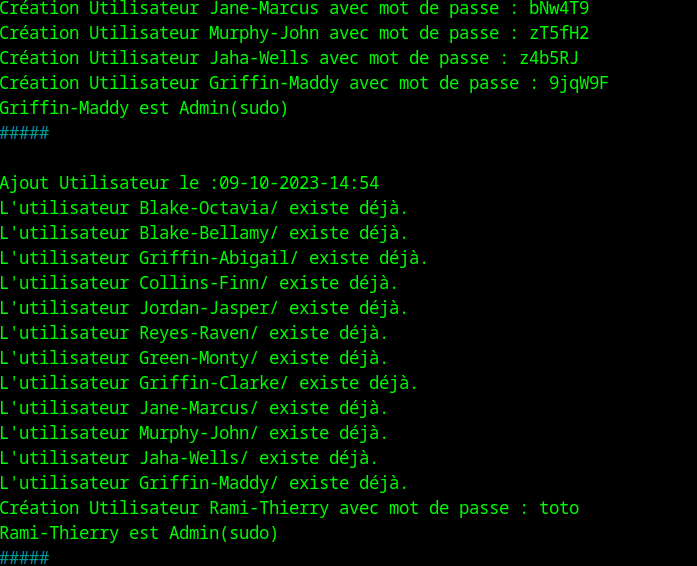 Création Utilisateur Jane-Marcus avec mot de passe : bNw4T9
Création Utilisateur Murphy-John avec mot de passe : zT5fH2
Création Utilisateur Jaha-Wells avec mot de passe : z4b5RJ
Création Utilisateur Griffin-Maddy avec mot de passe : 9jqW9F
Griffin-Maddy est Admin(sudo)
#####
Ajout Utilisateur le :09-10-2023-14:54
L'utilisateur Blake-Octavia/ existe déjà.
L'utilisateur Blake-Bellamy/ existe déjà.
L'utilisateur Griffin-Abigail/ existe déjà.
L'utilisateur Collins-Finn/ existe déjà.
L'utilisateur Jordan-Jasper/ existe déjà.
L'utilisateur Reyes-Raven/ existe déjà.
L'utilisateur Green-Monty/ existe déjà.
L'utilisateur Griffin-Clarke/ existe déjà.
L'utilisateur Jane-Marcus/ existe déjà.
L'utilisateur Murphy-John/ existe déjà.
L'utilisateur Jaha-Wells/ existe déjà.
L'utilisateur Griffin-Maddy/ existe déjà.
Création Utilisateur Rami-Thierry avec mot de passe : toto
Rami-Thierry est Admin(sudo)
#####